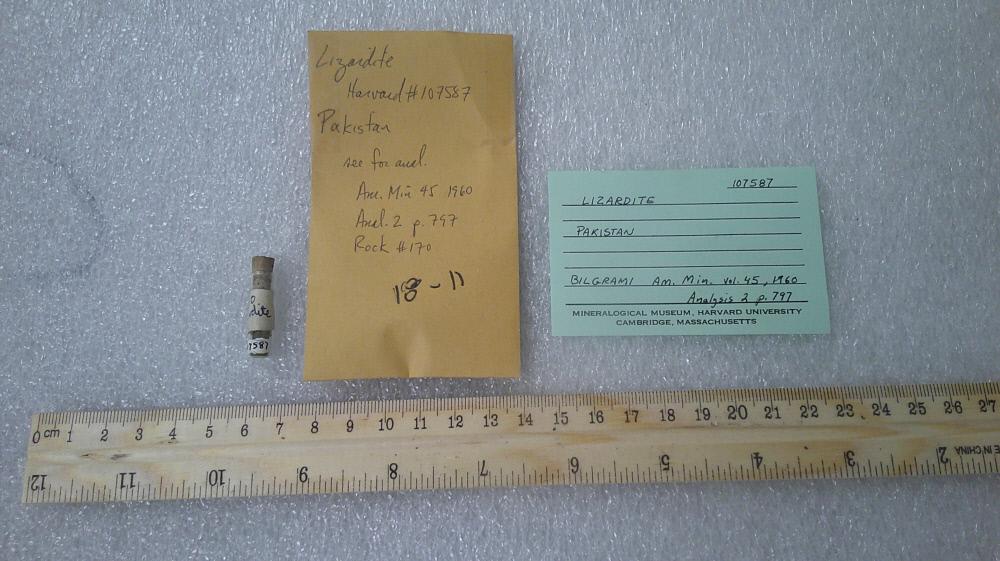 Lizardite
Harvard #107587
Pakistan
see for anal.
Am. Min 45 1960
Anal. 2 p. 797
Rock #170
18-11
dite
7587
107587
LIZARDITE
PAKISTAN
BILGRAMI Am. Min. vol. 45, 1960
Analysis 2 p. 797
MINERALOGICAL MUSEUM, HARVARD UNIVERSITY
CAMBRIDGE, MASSACHUSETTS
0 cm 1 2 3 4 5 6 7 8 9 10 11 12 13 14 15 16 17 18 19 20 21 22 23 24 25 26 27
12 11 10 9 8 7 6 5 4 3 2 E IN CHINA